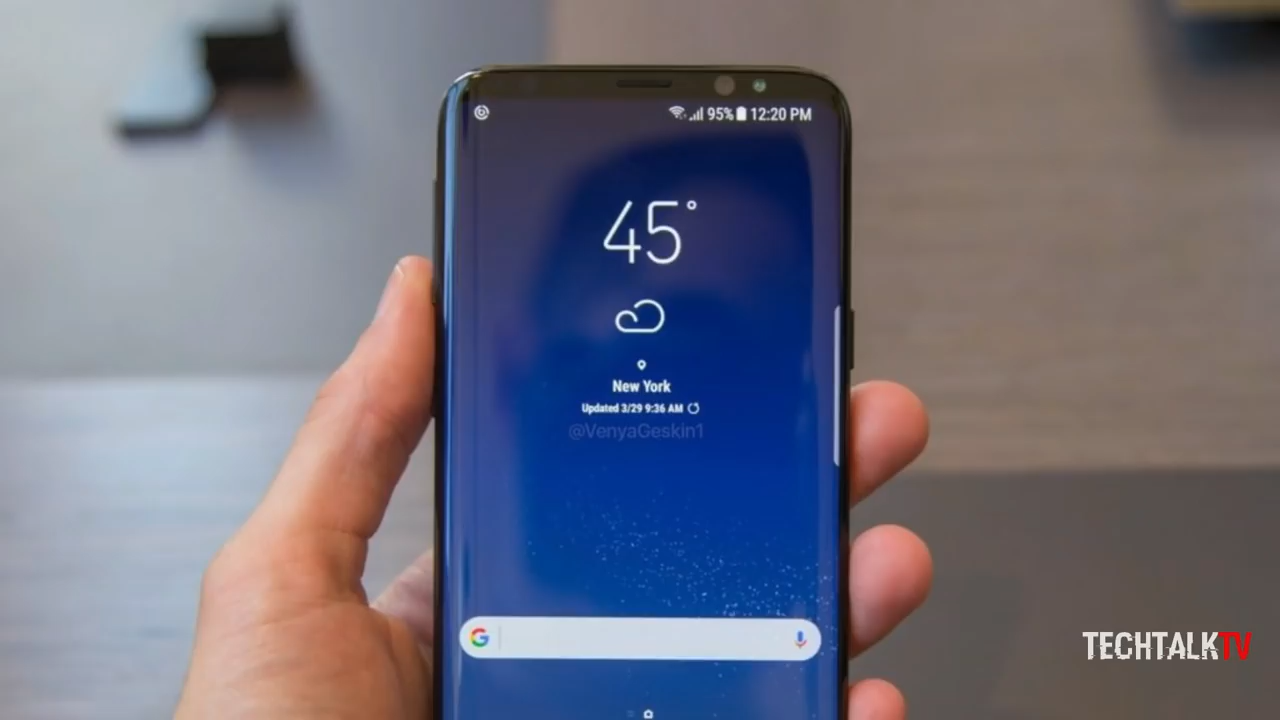 95% 12:20 PM
45°
New York
Updated 3/29 9:36 AM
@VenyaGeskin1
G
TECHTALKTV